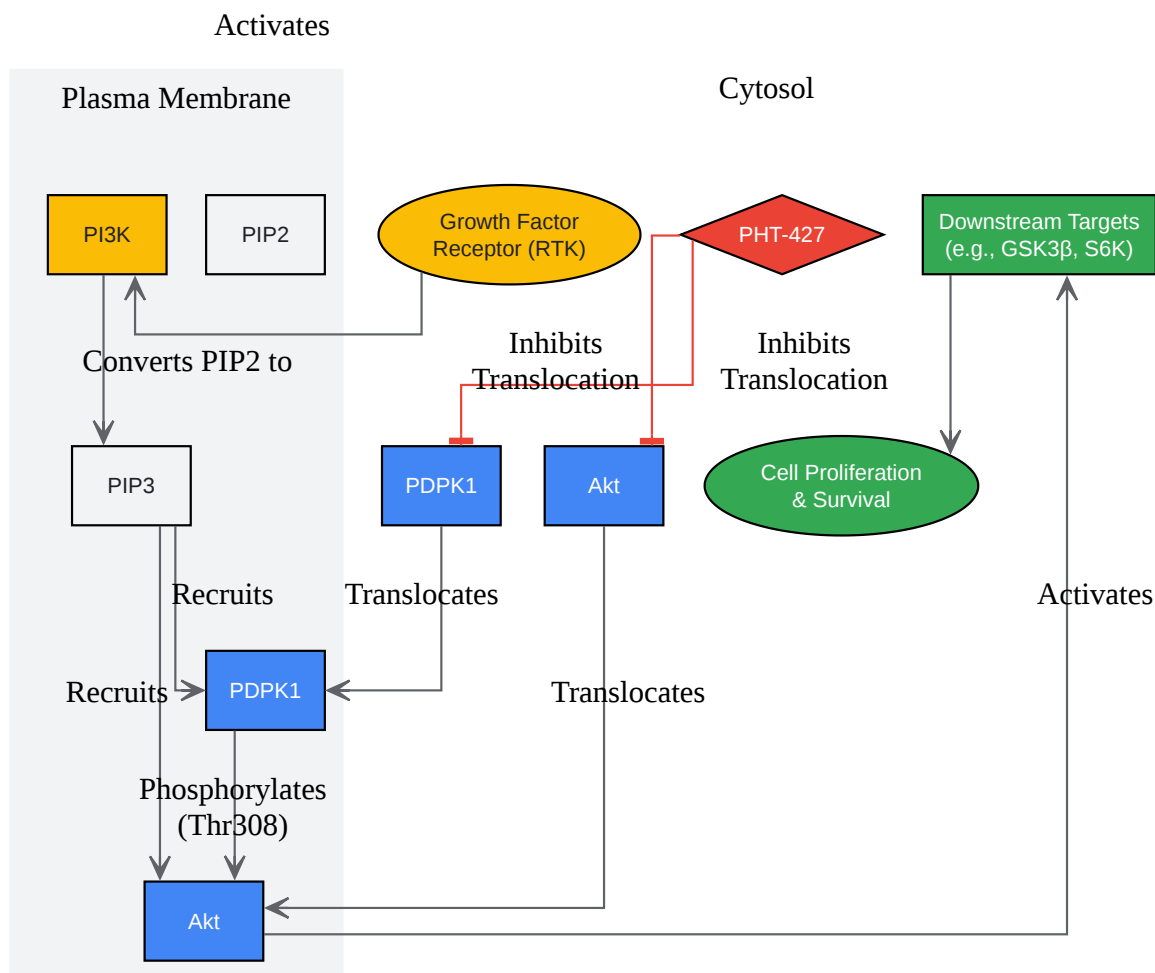 Activates
Plasma Membrane
Cytosol
PI3K
PIP2
Growth Factor
Receptor (RTK)
PHT-427
Downstream Targets
(e.g., GSK3β, S6K)
Converts PIP2 to
Inhibits
Translocation
Inhibits
Translocation
PIP3
PDPK1
Akt
Cell Proliferation
& Survival
Recruits
Translocates
Activates
Recruits
PDPK1
Translocates
Phosphorylates
(Thr308)
Akt